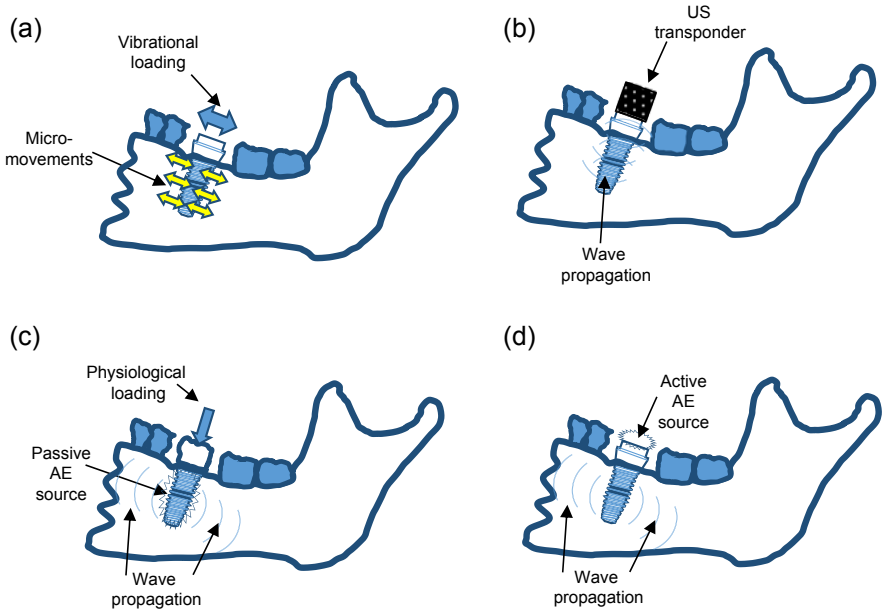 (a)
Vibrational
loading
Micro-
movements
(b)
US
transponder
Wave
propagation
(c)
Physiological
loading
Passive
AE
source
Wave
propagation
(d)
Active
AE
source
Wave
propagation